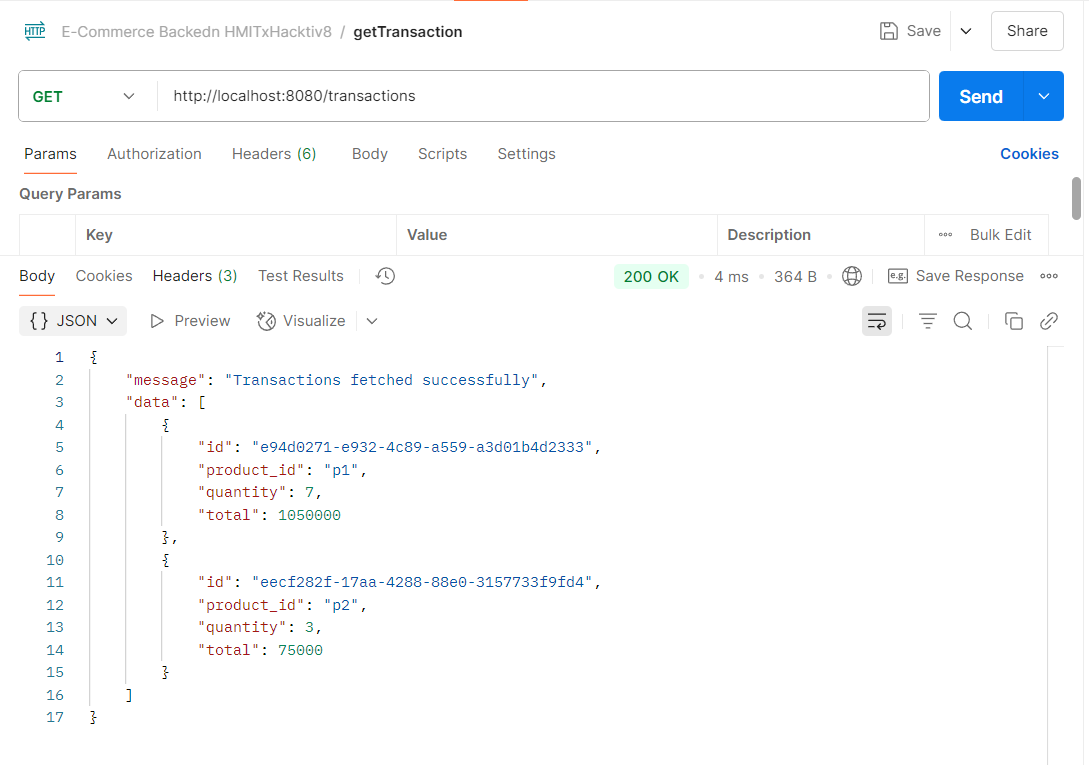 HTTP E-Commerce Backedn HMITxHacktiv8 / getTransaction Save Share
GET http://localhost:8080/transactions Send
Params Authorization Headers (6) Body Scripts Settings Cookies
Query Params
Key Value Description Bulk Edit
Body Cookies Headers (3) Test Results 200 OK 4 ms 364 B e.g. Save Response
{} JSON Preview Visualize
1 {
2 "message": "Transactions fetched successfully",
3 "data": [
4 {
5 "id": "e94d0271-e932-4c89-a559-a3d01b4d2333",
6 "product_id": "p1",
7 "quantity": 7,
8 "total": 1050000
9 },
10 {
11 "id": "eecf282f-17aa-4288-88e0-3157733f9fd4",
12 "product_id": "p2",
13 "quantity": 3,
14 "total": 75000
15 }
16 ]
17 }